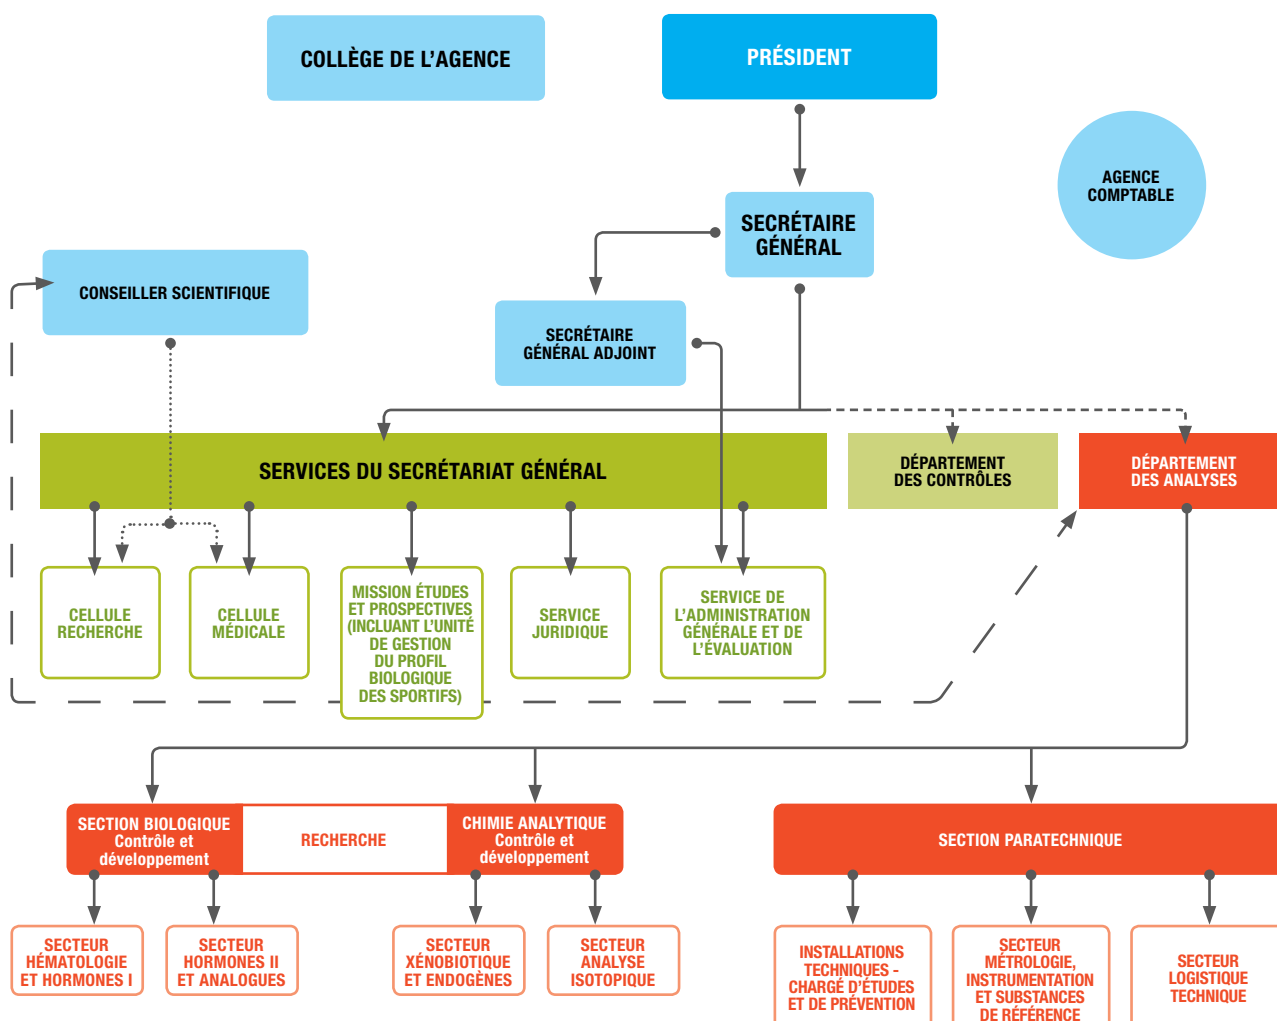 COLLÈGE DE L'AGENCE
PRÉSIDENT
AGENCE
COMPTABLE
SECRÉTAIRE
GÉNÉRAL
CONSEILLER SCIENTIFIQUE
SECRÉTAIRE
GÉNÉRAL ADJOINT
SERVICES DU SECRÉTARIAT GÉNÉRAL
DÉPARTEMENT
DES CONTRÔLES
DÉPARTEMENT
DES ANALYSES
CELLULE
RECHERCHE
CELLULE
MÉDICALE
MISSION ÉTUDES
ET PROSPECTIVES
(INCLUANT L'UNITÉ
DE GESTION
DU PROFIL
BIOLOGIQUE
DES SPORTIFS)
SERVICE
JURIDIQUE
SERVICE DE
L'ADMINISTRATION
GÉNÉRALE ET DE
L'ÉVALUATION
SECTION BIOLOGIQUE
Contrôle et
développement
RECHERCHE
CHIMIE ANALYTIQUE
Contrôle et
développement
SECTION PARATECHNIQUE
SECTEUR
HÉMATOLOGIE
ET HORMONES I
SECTEUR
HORMONES II
ET ANALOGUES
SECTEUR
XÉNOBIOTIQUE
ET ENDOGÈNES
SECTEUR
ANALYSE
ISOTOPIQUE
INSTALLATIONS
TECHNIQUES -
CHARGÉ D'ÉTUDES
ET DE PRÉVENTION
SECTEUR
MÉTROLOGIE,
INSTRUMENTATION
ET SUBSTANCES
DE RÉFÉRENCE
SECTEUR
LOGISTIQUE
TECHNIQUE